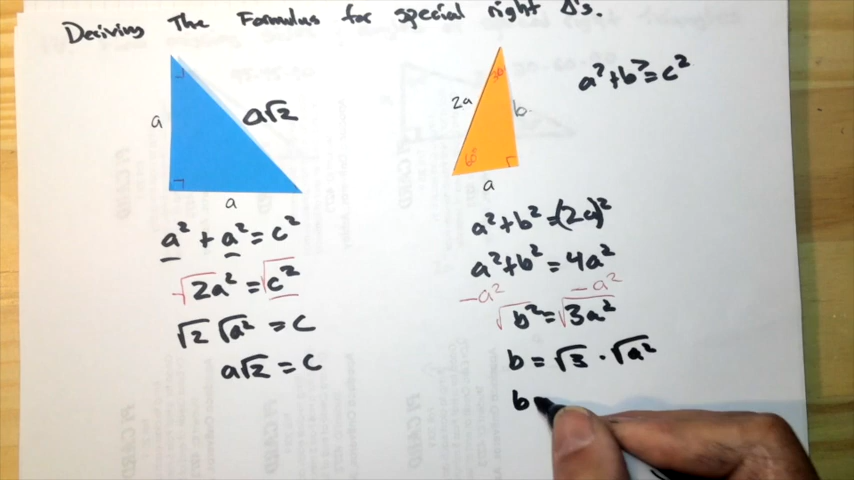 Deriving The Formulas for special right Δ's.
a
a√2
a
a² + a² = c²
√2a² = √c²
√2 √a² = c
a√2 = c
30°
2a
b
60°
a
a²+b²=c²
a²+b²=(2a)²
a²+b² = 4a²
-a² -a²
√b² = √3a²
b = √3 · √a²
b